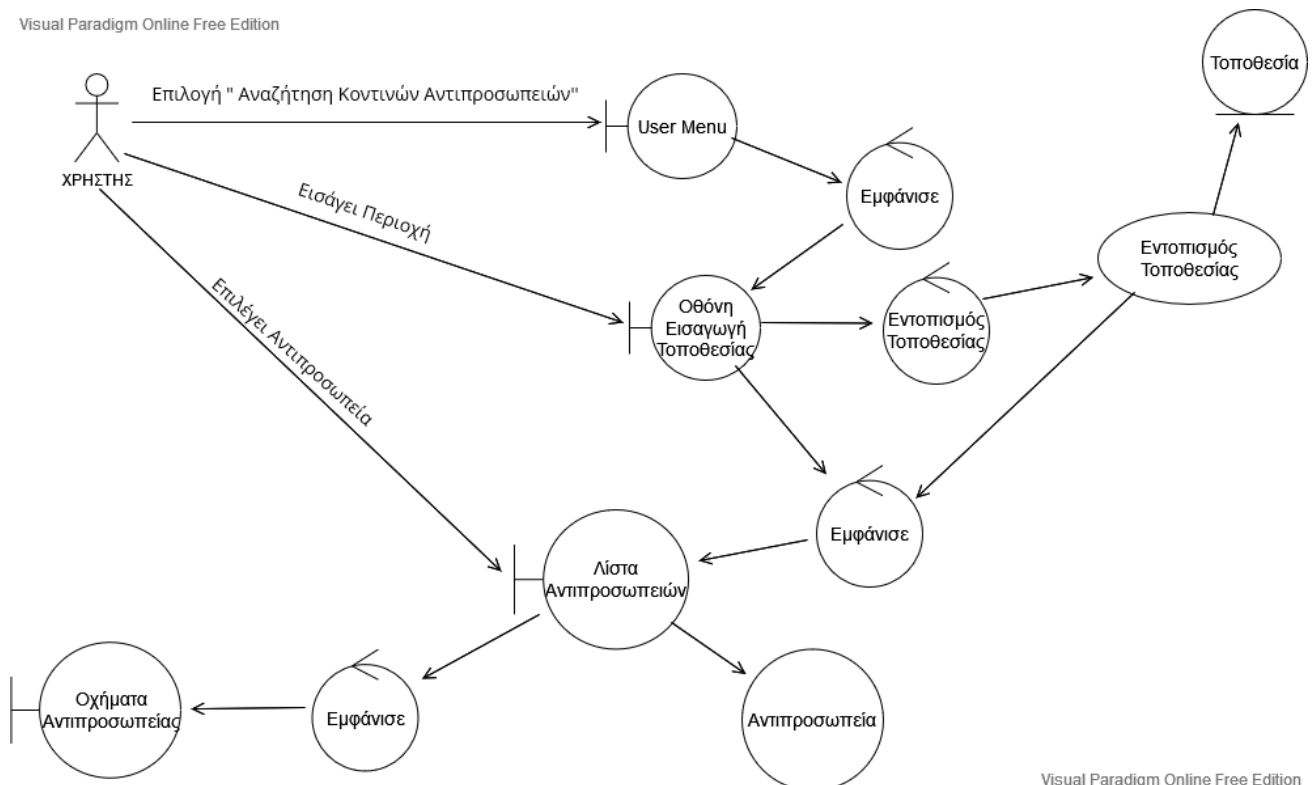 Visual Paradigm Online Free Edition
Τοποθεσία
Επιλογή " Αναζήτηση Κοντινών Αντιπροσωπειών"
User Menu
ΧΡΗΣΤΗΣ
Εμφάνισε
Εισάγει Περιοχή
Εντοπισμός
Τοποθεσίας
Επιλέγει Αντιπροσωπεία
Οθόνη
Εισαγωγή
Τοποθεσίας
Εντοπισμός
Τοποθεσίας
Εμφάνισε
Λίστα
Αντιπροσωπειών
Οχήματα
Αντιπροσωπείας
Εμφάνισε
Αντιπροσωπεία
Visual Paradigm Online Free Edition